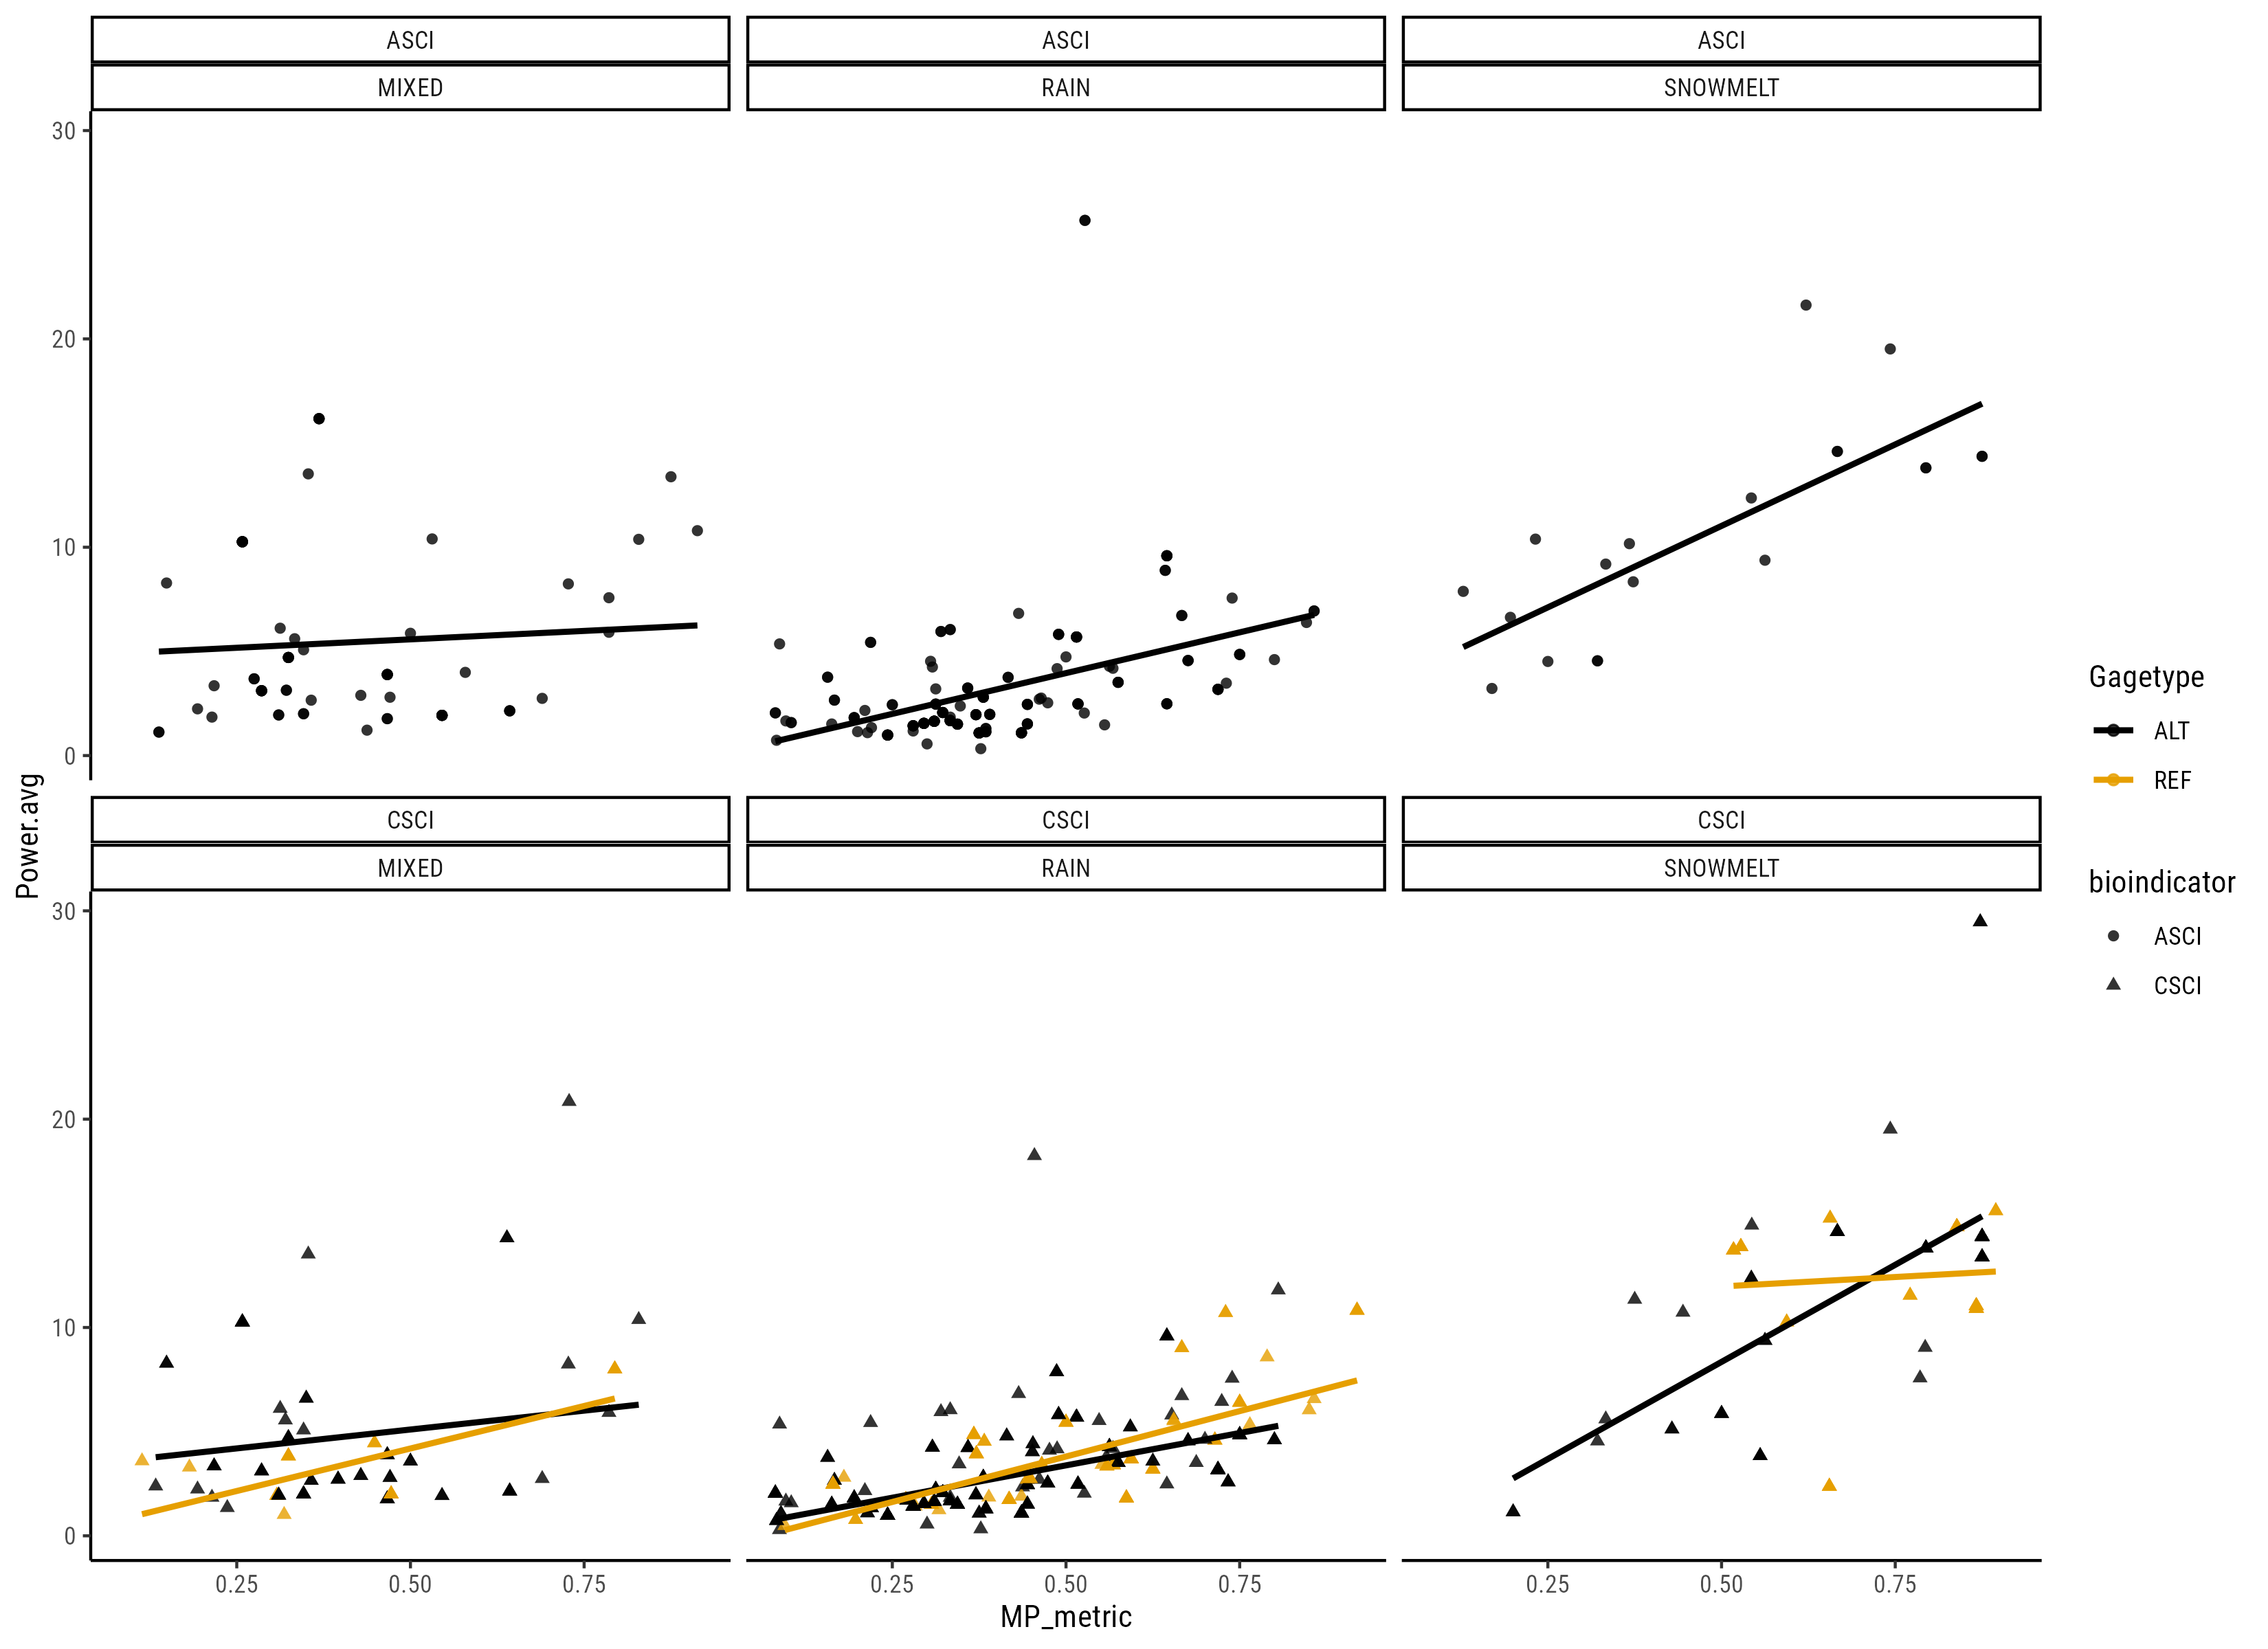 ASCI
ASCI
ASCI
MIXED
RAIN
SNOWMELT
30
20
10
0
CSCI
CSCI
CSCI
MIXED
RAIN
SNOWMELT
30
20
10
0
Power.avg
0.25
0.50
0.75
0.25
0.50
0.75
0.25
0.50
0.75
MP_metric
Gagetype
ALT
REF
bioindicator
ASCI
CSCI